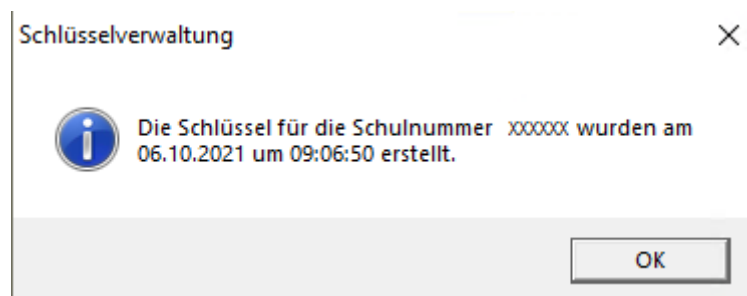 Schlüsselverwaltung
Die Schlüssel für die Schulnummer xxxxxx wurden am
06.10.2021 um 09:06:50 erstellt.
OK